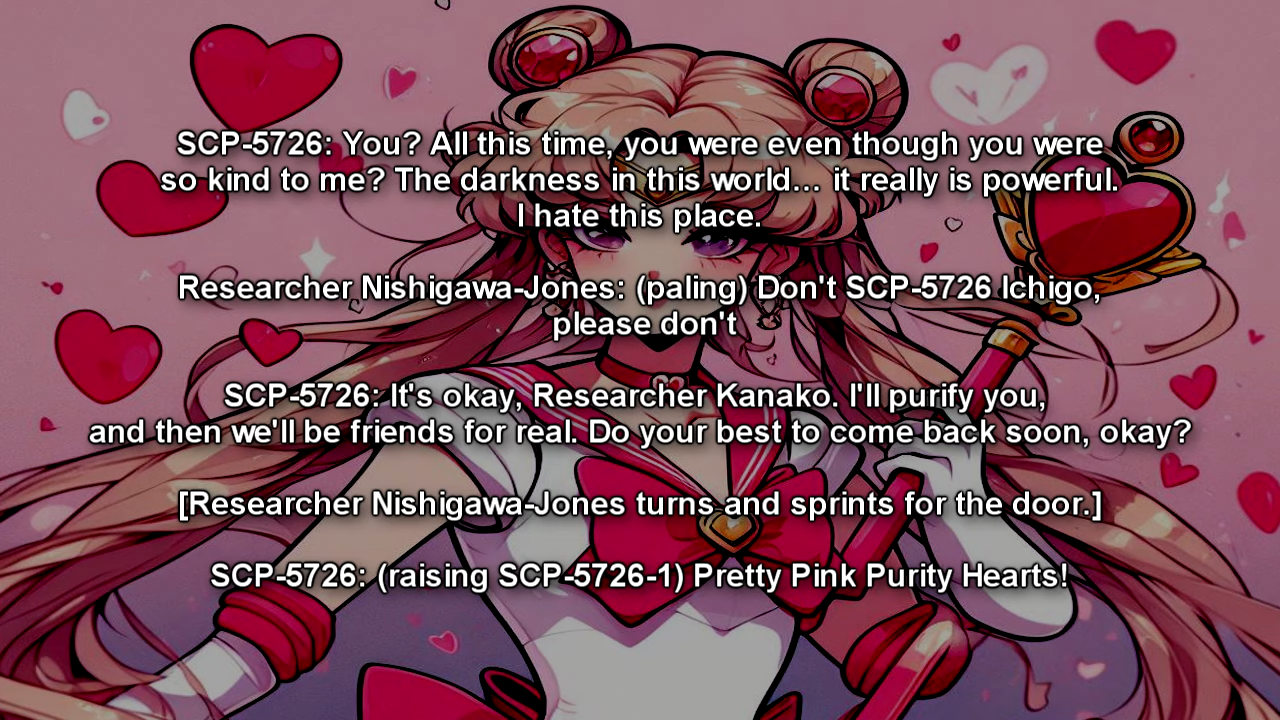 SCP-5726: You? All this time, you were even though you were
so kind to me? The darkness in this world... it really is powerful.
I hate this place.
Researcher Nishigawa-Jones: (paling) Don't SCP-5726 Ichigo,
please don't
SCP-5726: It's okay, Researcher Kanako. I'll purify you,
and then we'll be friends for real. Do your best to come back soon, okay?
[Researcher Nishigawa-Jones turns and sprints for the door.]
SCP-5726: (raising SCP-5726-1) Pretty Pink Purity Hearts!